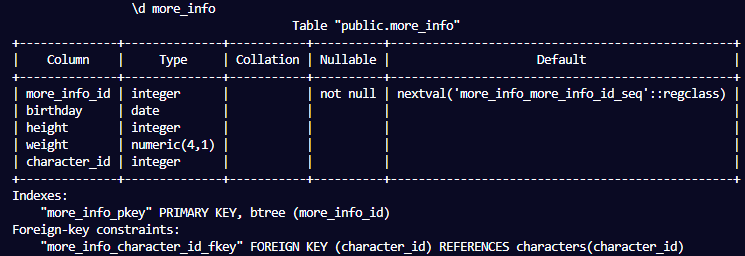 \d more_info
Table "public.more_info"
+--------------+--------------+-----------+----------+------------------------------------------------+
| Column | Type | Collation | Nullable | Default |
+--------------+--------------+-----------+----------+------------------------------------------------+
| more_info_id | integer | | not null | nextval('more_info_more_info_id_seq'::regclass) |
| birthday | date | | | |
| height | integer | | | |
| weight | numeric(4,1) | | | |
| character_id | integer | | | |
+--------------+--------------+-----------+----------+------------------------------------------------+
Indexes:
"more_info_pkey" PRIMARY KEY, btree (more_info_id)
Foreign-key constraints:
"more_info_character_id_fkey" FOREIGN KEY (character_id) REFERENCES characters(character_id)